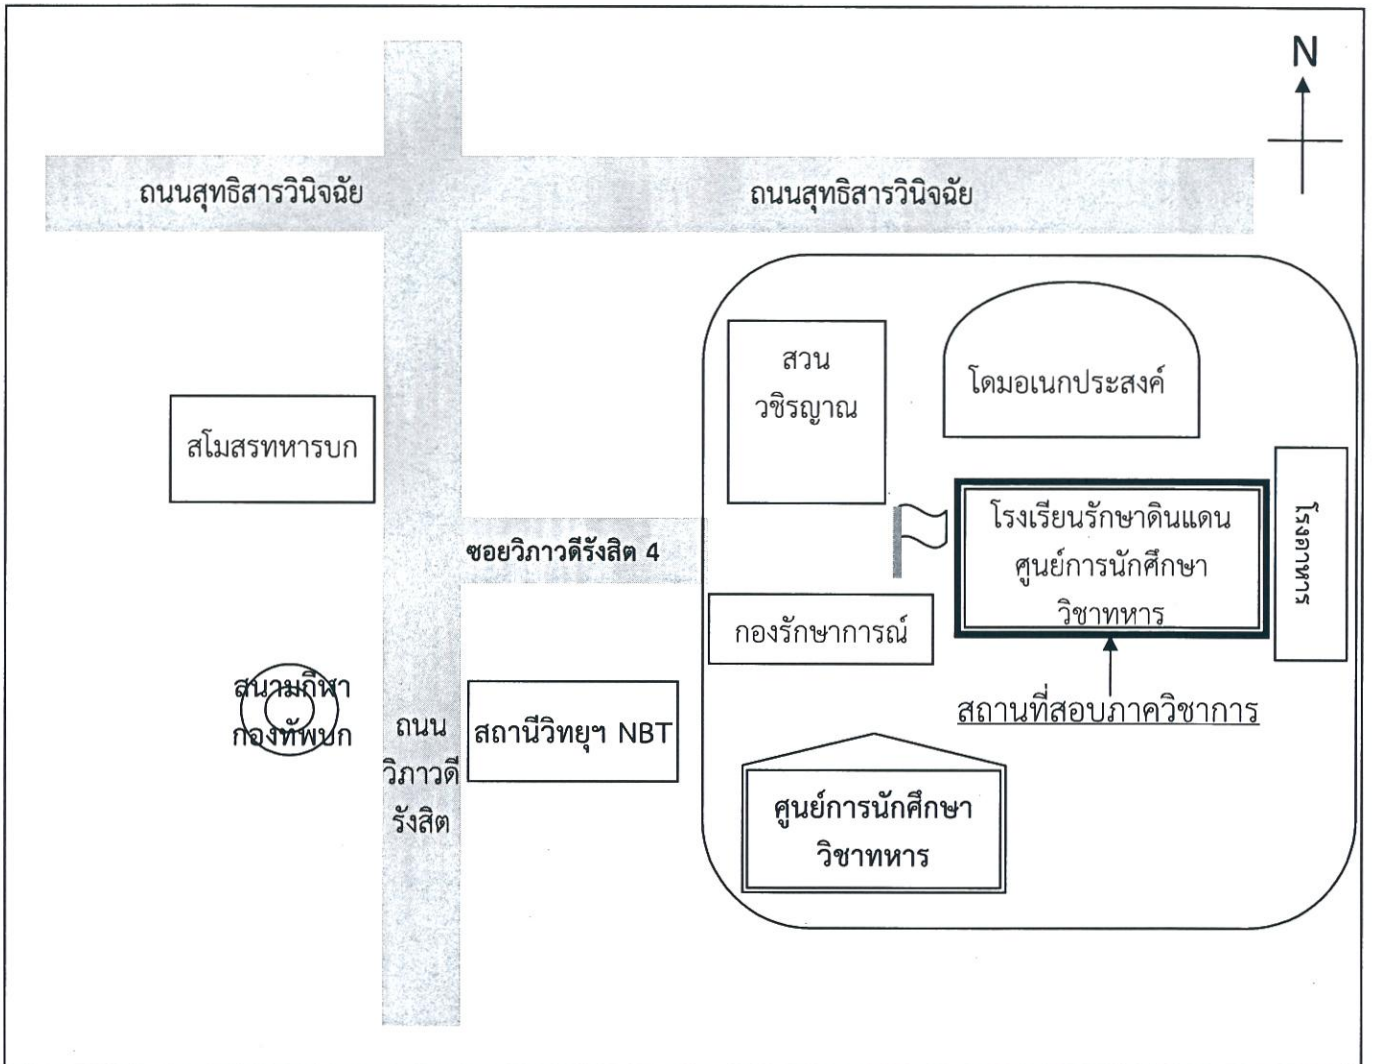 N
ถนนสุทธิสารวินิจฉัย
ถนนสุทธิสารวินิจฉัย
สวน
วชิรญาณ
โดมอเนกประสงค์
สโมสรทหารบก
โรงเรียนรักษาดินแดน
ศูนย์การนักศึกษา
วิชาทหาร
โรงอาหาร
ซอยวิภาวดีรังสิต 4
กองรักษาการณ์
สถานที่สอบภาควิชาการ
สนามกีฬา
กองทัพบก
ถนน
วิภาวดี
รังสิต
สถานีวิทยุฯ NBT
ศูนย์การนักศึกษา
วิชาทหาร